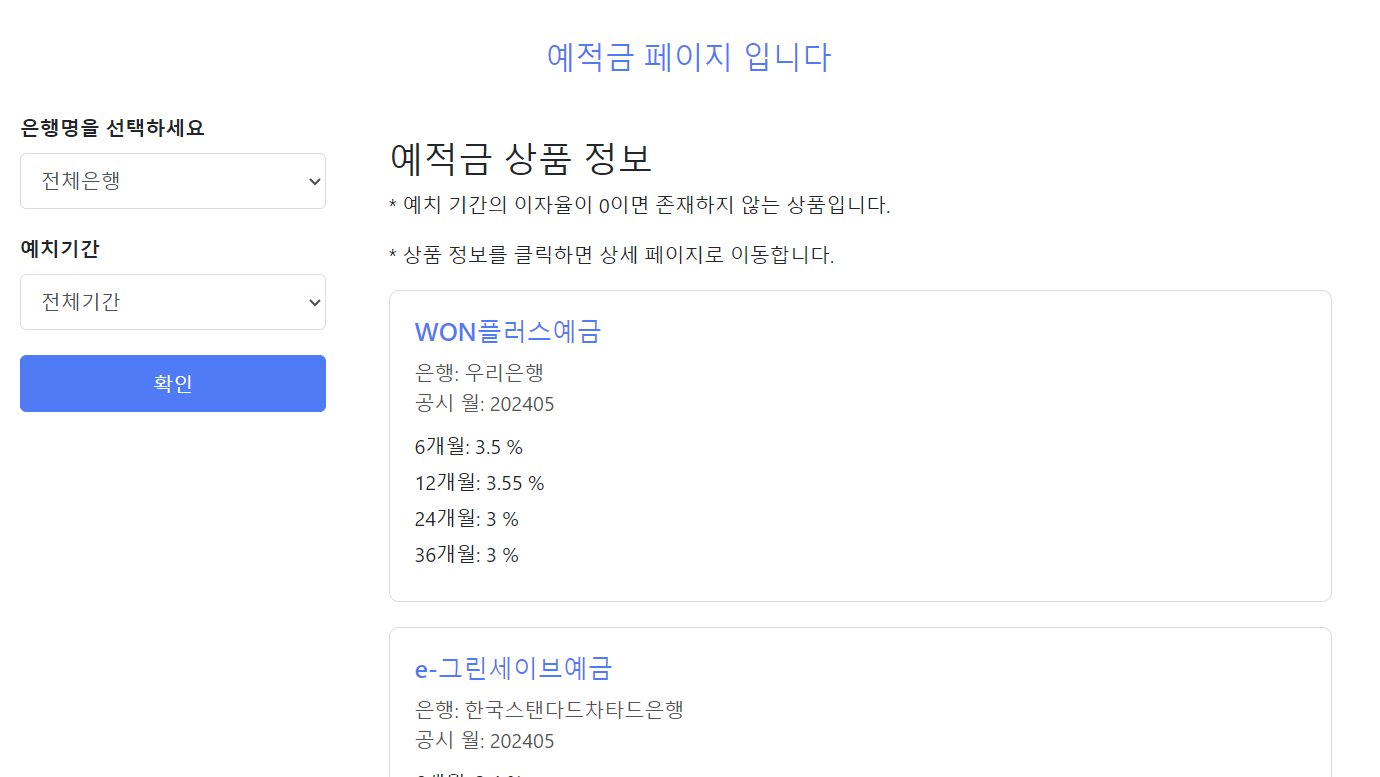 예적금 페이지 입니다
은행명을 선택하세요
전체은행
예치기간
전체기간
확인
예적금 상품 정보
* 예치 기간의 이자율이 0이면 존재하지 않는 상품입니다.
* 상품 정보를 클릭하면 상세 페이지로 이동합니다.
WON플러스예금
은행: 우리은행
공시 월: 202405
6개월: 3.5 %
12개월: 3.55 %
24개월: 3 %
36개월: 3 %
e-그린세이브예금
은행: 한국스탠다드차타드은행
공시 월: 202405